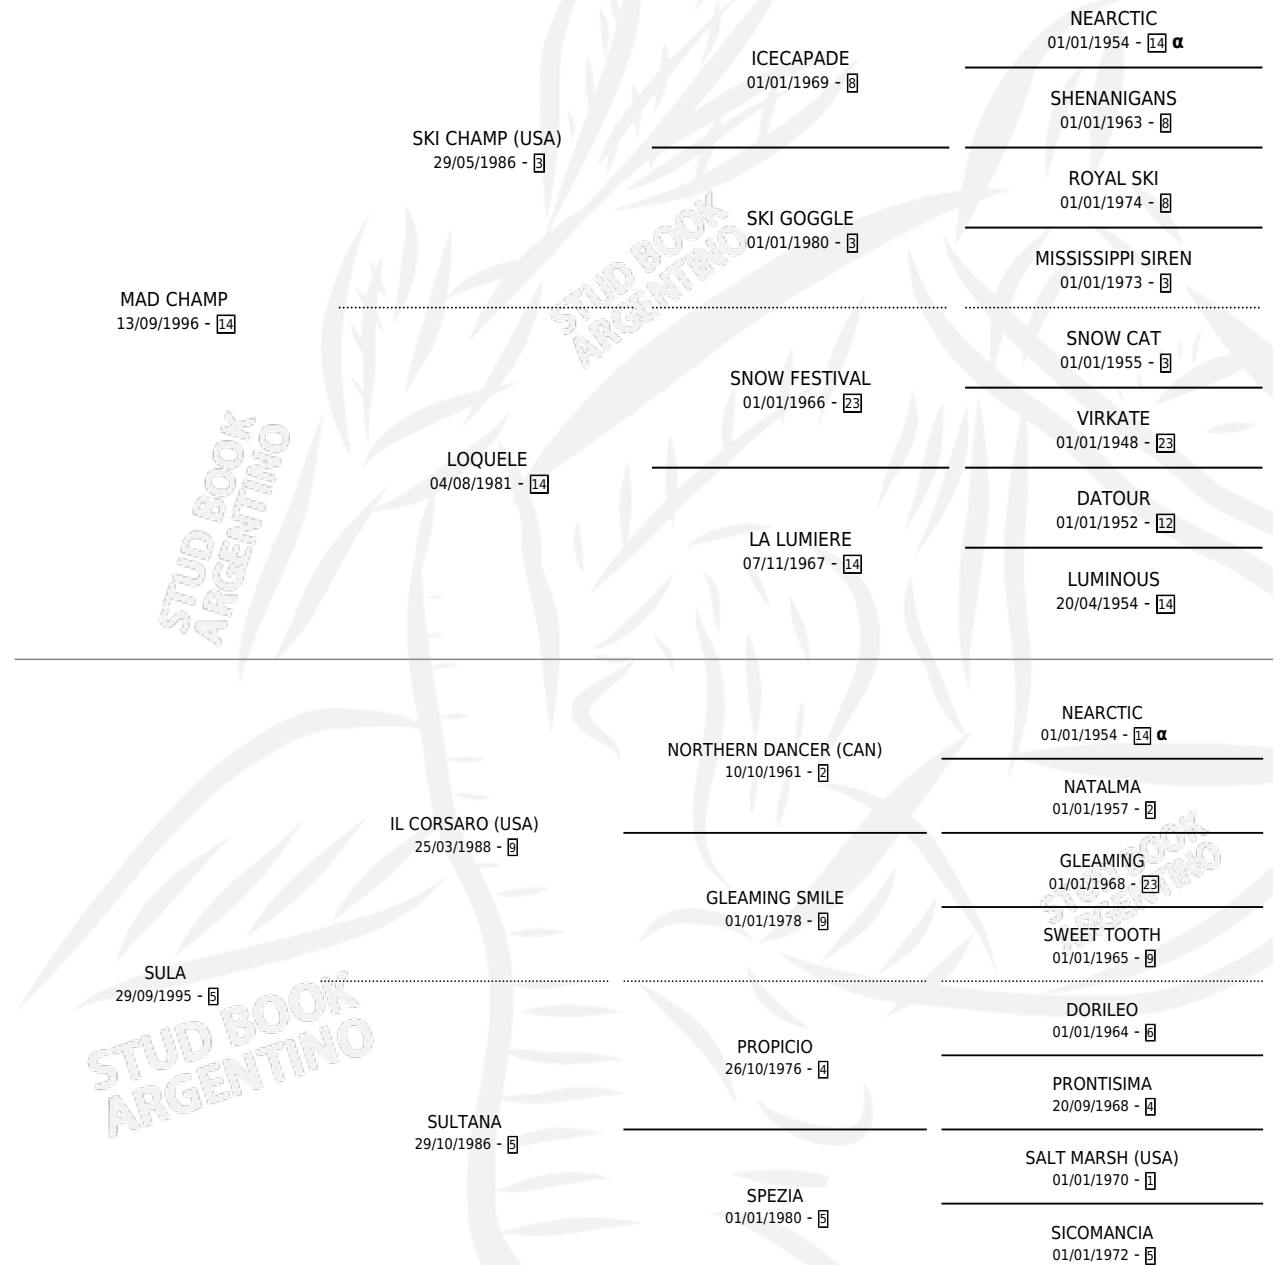 MAD CHAMP
13/09/1996 - 14
SKI CHAMP (USA)
29/05/1986 - 3
LOQUELE
04/08/1981 - 14
ICECAPADE
01/01/1969 - 8
SKI GOGGLE
01/01/1980 - 3
SNOW FESTIVAL
01/01/1966 - 23
LA LUMIERE
07/11/1967 - 14
NEARCTIC
01/01/1954 - 14 α
SHENANIGANS
01/01/1963 - 8
ROYAL SKI
01/01/1974 - 8
MISSISSIPPI SIREN
01/01/1973 - 3
SNOW CAT
01/01/1955 - 3
VIRKATE
01/01/1948 - 23
DATOUR
01/01/1952 - 12
LUMINOUS
20/04/1954 - 14
STUD BOOK
ARGENTINO
STUD BOOK
ARGENTINO
SULA
29/09/1995 - 5
IL CORSARO (USA)
25/03/1988 - 9
SULTANA
29/10/1986 - 5
NORTHERN DANCER (CAN)
10/10/1961 - 2
GLEAMING SMILE
01/01/1978 - 9
PROPICIO
26/10/1976 - 4
SPEZIA
01/01/1980 - 5
NEARCTIC
01/01/1954 - 14 α
NATALMA
01/01/1957 - 2
GLEAMING
01/01/1968 - 23
SWEET TOOTH
01/01/1965 - 9
DORILEO
01/01/1964 - 6
PRONTISIMA
20/09/1968 - 4
SALT MARSH (USA)
01/01/1970 - 1
SICOMANCIA
01/01/1972 - 5
STUD BOOK
ARGENTINO
STUD BOOK
ARGENTINO